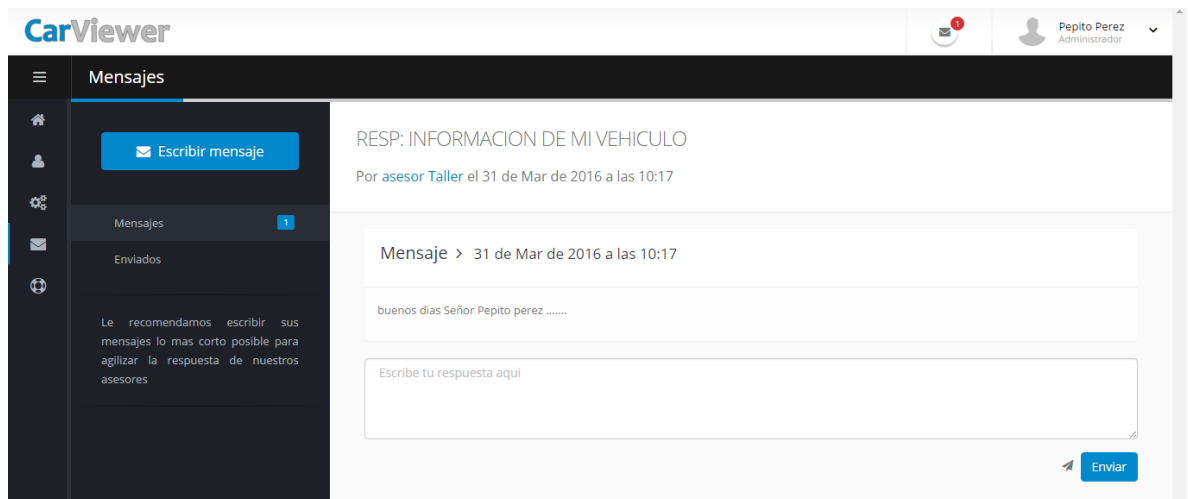 CarViewer
1
Pepito Perez
Administrador
Mensajes
Escribir mensaje
Mensajes 1
Enviados
Le recomendamos escribir sus
mensajes lo mas corto posible para
agilizar la respuesta de nuestros
asesores
RESP: INFORMACION DE MI VEHICULO
Por asesor Taller el 31 de Mar de 2016 a las 10:17
Mensaje > 31 de Mar de 2016 a las 10:17
buenos dias Señor Pepito perez .......
Escribe tu respuesta aqui
Enviar